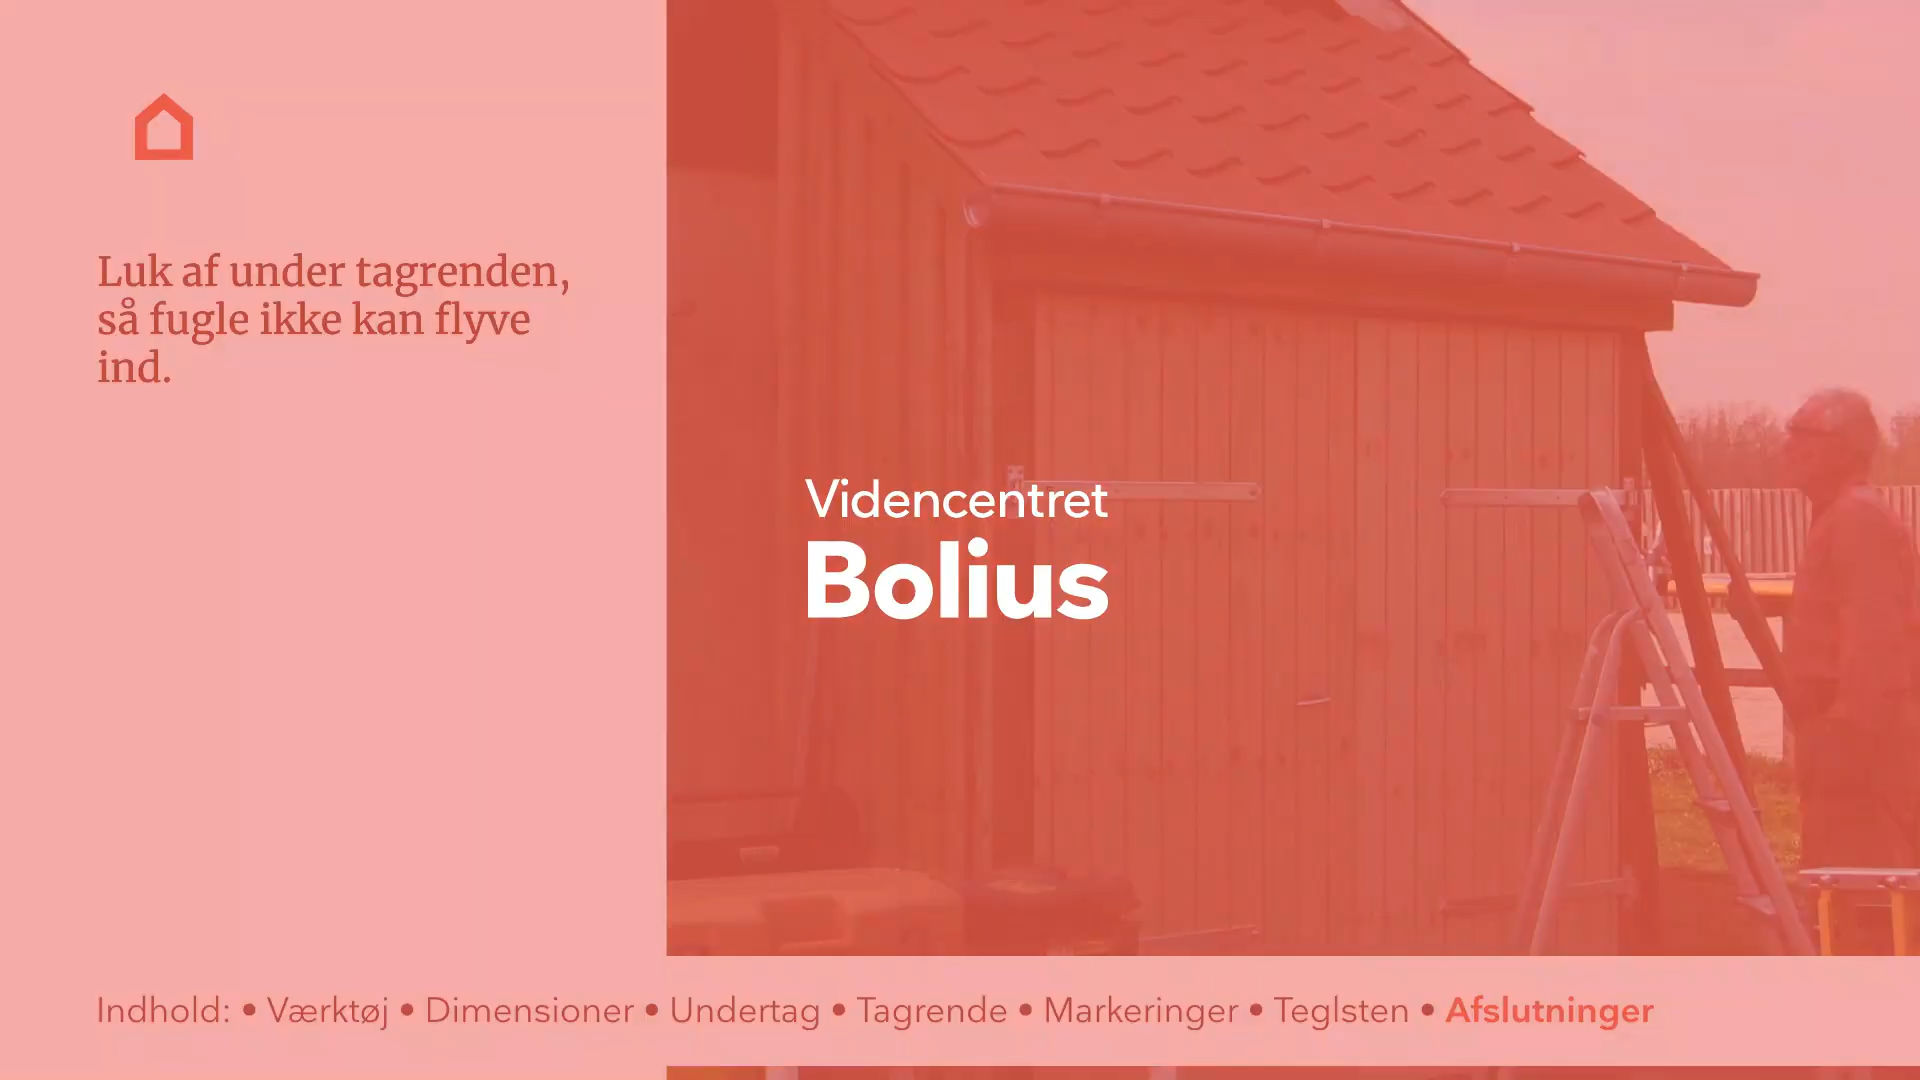 Luk af under tagrenden,
så fugle ikke kan flyve
ind.
Videncentret
Bolius
Indhold: • Værktøj • Dimensioner • Undertag • Tagrende • Markeringer • Teglsten • Afslutninger